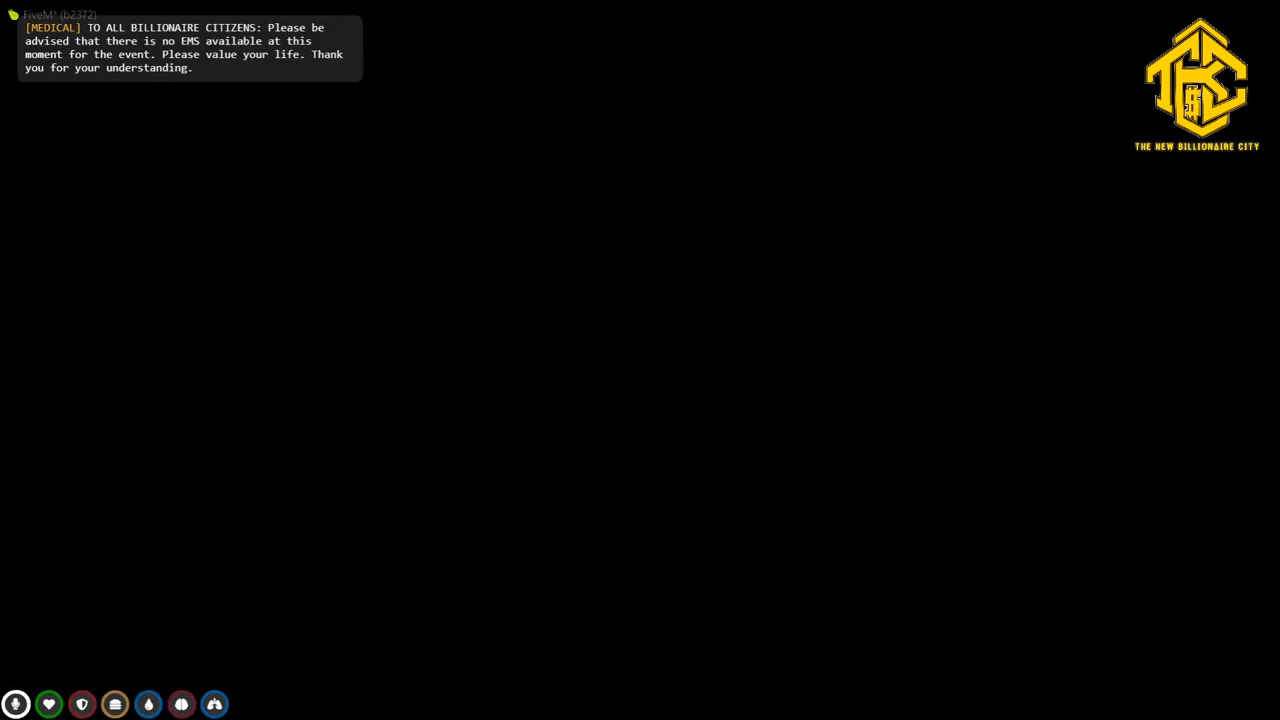 FiveM* (b2372)
[MEDICAL] TO ALL BILLIONAIRE CITIZENS: Please be
advised that there is no EMS available at this
moment for the event. Please value your life. Thank
you for your understanding.
THE NEW BILLIONAIRE CITY